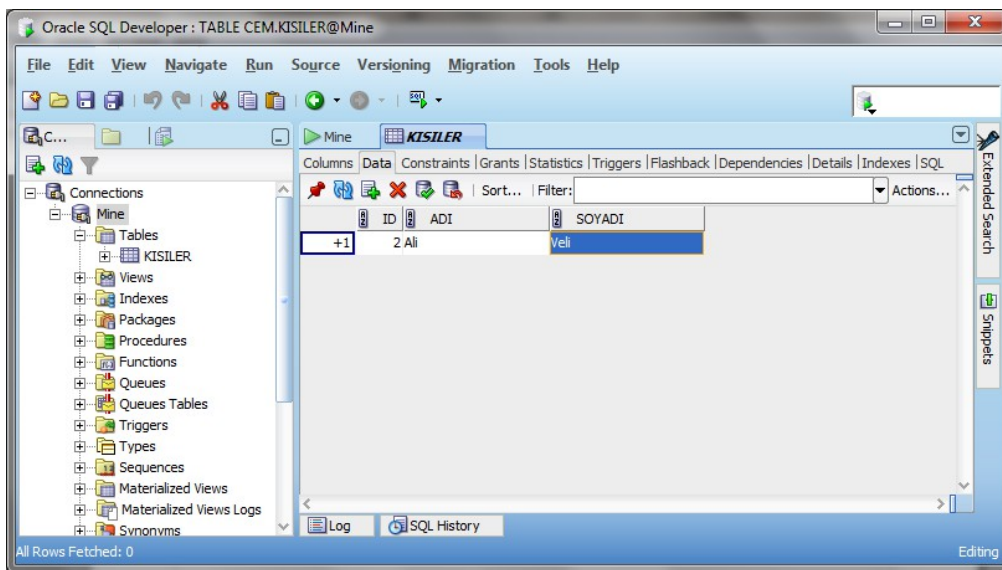 Oracle SQL Developer : TABLE CEM.KISILER@Mine
File Edit View Navigate Run Source Versioning Migration Tools Help
C...
Mine
KISILER
Columns Data Constraints Grants Statistics Triggers Flashback Dependencies Details Indexes SQL
Sort... Filter: Actions...
ID ADI SOYADI
+1 2 Ali Veli
Connections
Mine
Tables
KISILER
Views
Indexes
Packages
Procedures
Functions
Queues
Queues Tables
Triggers
Types
Sequences
Materialized Views
Materialized Views Logs
Synonyms
Extended Search
Snippets
Log
SQL History
All Rows Fetched: 0
Editing